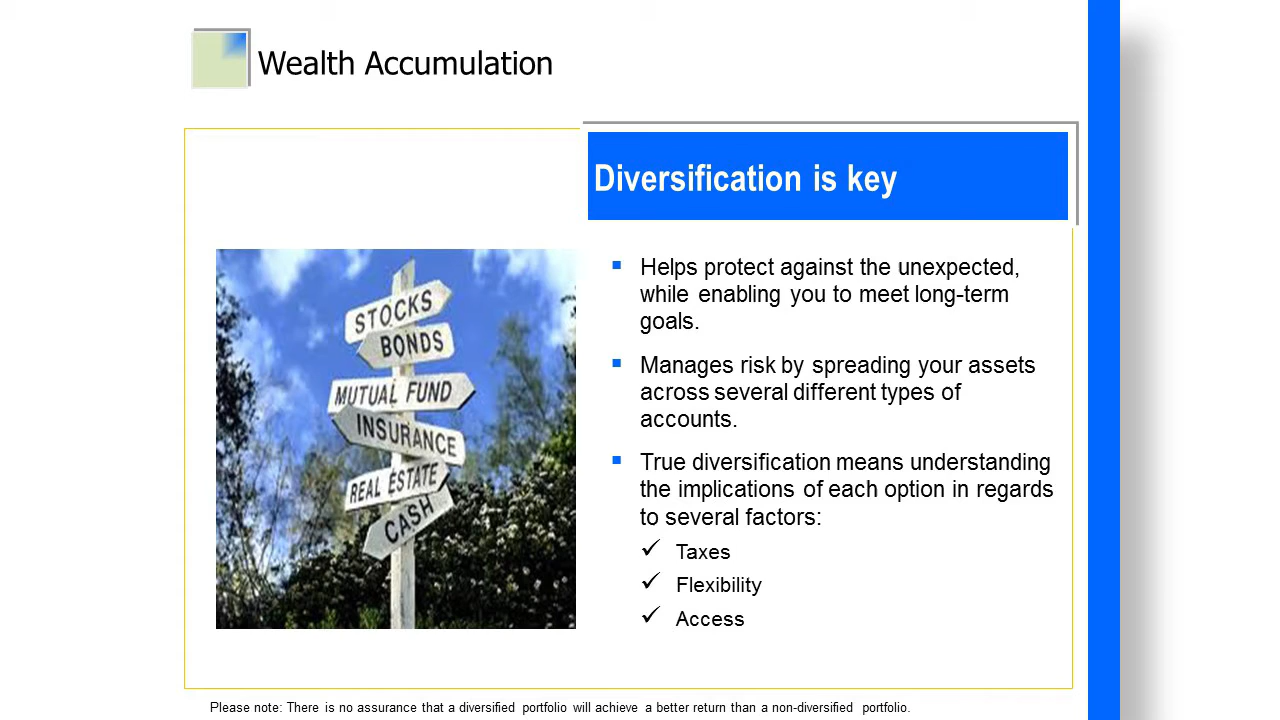 Wealth Accumulation
Diversification is key
STOCKS
BONDS
MUTUAL FUND
INSURANCE
REAL ESTATE
CASH
Helps protect against the unexpected,
while enabling you to meet long-term
goals.
Manages risk by spreading your assets
across several different types of
accounts.
True diversification means understanding
the implications of each option in regards
to several factors:
Taxes
Flexibility
Access
Please note: There is no assurance that a diversified portfolio will achieve a better return than a non-diversified portfolio.